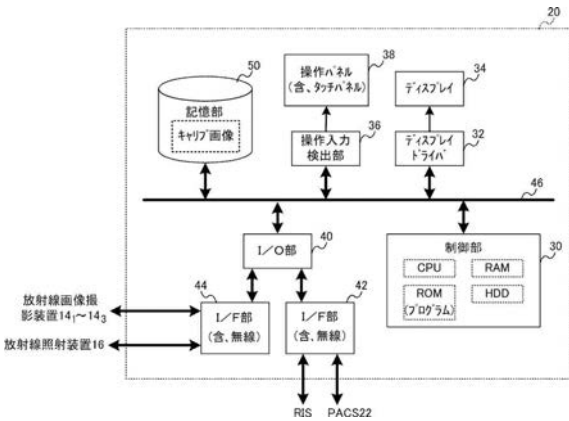 20
50
記憶部
キャリブ画像
38
操作パネル
(含、タッチパネル)
34
ディスプレイ
36
操作入力
検出部
32
ディスプレイ
ドライバ
46
40
I/O部
制御部
30
CPU
RAM
ROM
(プログラム)
HDD
44
I/F部
(含、無線)
42
I/F部
(含、無線)
放射線画像撮
影装置14₁~14₃
放射線照射装置16
RIS
PACS22